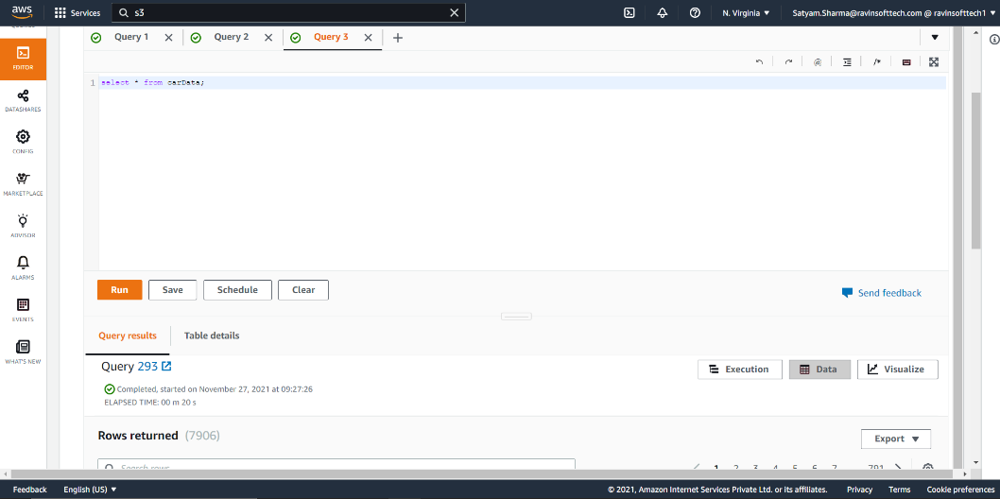 aws
Services
s3
N. Virginia ▼
Satyam.Sharma@ravinsofttech.com @ ravinsofttech1 ▼
Query 1
Query 2
Query 3
EDITOR
DATASHARES
CONFIG
MARKETPLACE
ADVISOR
ALARMS
EVENTS
WHAT'S NEW
1 select * from carData;
Run
Save
Schedule
Clear
Send feedback
Query results
Table details
Query 293
Execution
Data
Visualize
Completed, started on November 27, 2021 at 09:27:26
ELAPSED TIME: 00 m 20 s
Rows returned (7906)
Export ▼
Search rows
1 2 3 4 5 6 7 791
Feedback
English (US) ▼
© 2021, Amazon Internet Services Private Ltd. or its affiliates.
Privacy
Terms
Cookie preferences